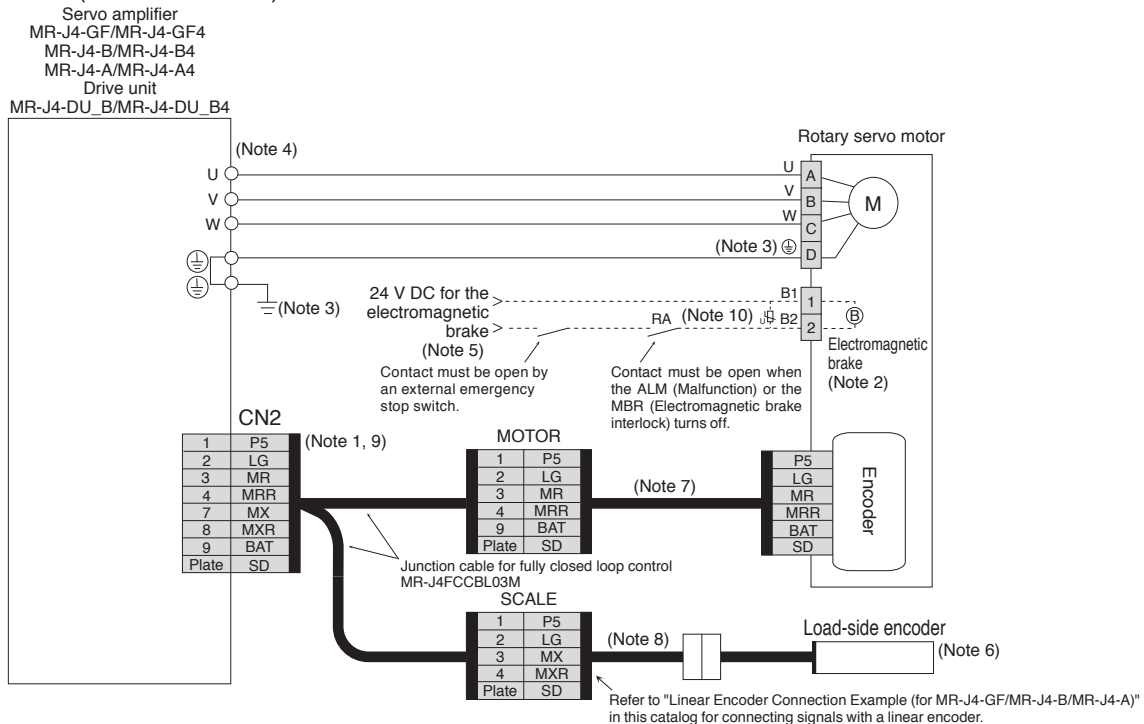 Servo amplifier
MR-J4-GF/MR-J4-GF4
MR-J4-B/MR-J4-B4
MR-J4-A/MR-J4-A4
Drive unit
MR-J4-DU_B/MR-J4-DU_B4
Rotary servo motor
(Note 4)
U
V
W
U
V
W
A
B
C
D
M
(Note 3)
(Note 3)
24 V DC for the
electromagnetic
brake
(Note 5)
RA
(Note 10)
U
B1
B2
1
2
B
Electromagnetic
brake
(Note 2)
Contact must be open by
an external emergency
stop switch.
Contact must be open when
the ALM (Malfunction) or the
MBR (Electromagnetic brake
interlock) turns off.
CN2
(Note 1, 9)
1 P5
2 LG
3 MR
4 MRR
7 MX
8 MXR
9 BAT
Plate SD
MOTOR
1 P5
2 LG
3 MR
4 MRR
9 BAT
Plate SD
(Note 7)
P5
LG
MR
MRR
BAT
SD
Encoder
Junction cable for fully closed loop control
MR-J4FCCBL03M
SCALE
1 P5
2 LG
3 MX
4 MXR
Plate SD
(Note 8)
Load-side encoder
(Note 6)
Refer to "Linear Encoder Connection Example (for MR-J4-GF/MR-J4-B/MR-J4-A)"
in this catalog for connecting signals with a linear encoder.